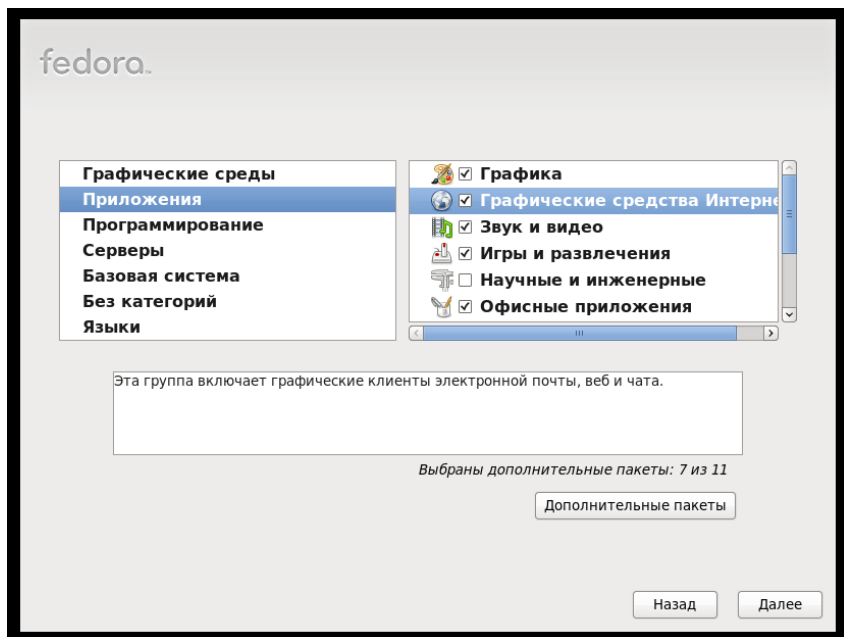 fedora
Графические среды
Приложения
Программирование
Серверы
Базовая система
Без категорий
Языки
Графика
Графические средства Интерне
Звук и видео
Игры и развлечения
Научные и инженерные
Офисные приложения
Эта группа включает графические клиенты электронной почты, веб и чата.
Выбраны дополнительные пакеты: 7 из 11
Дополнительные пакеты
Назад
Далее